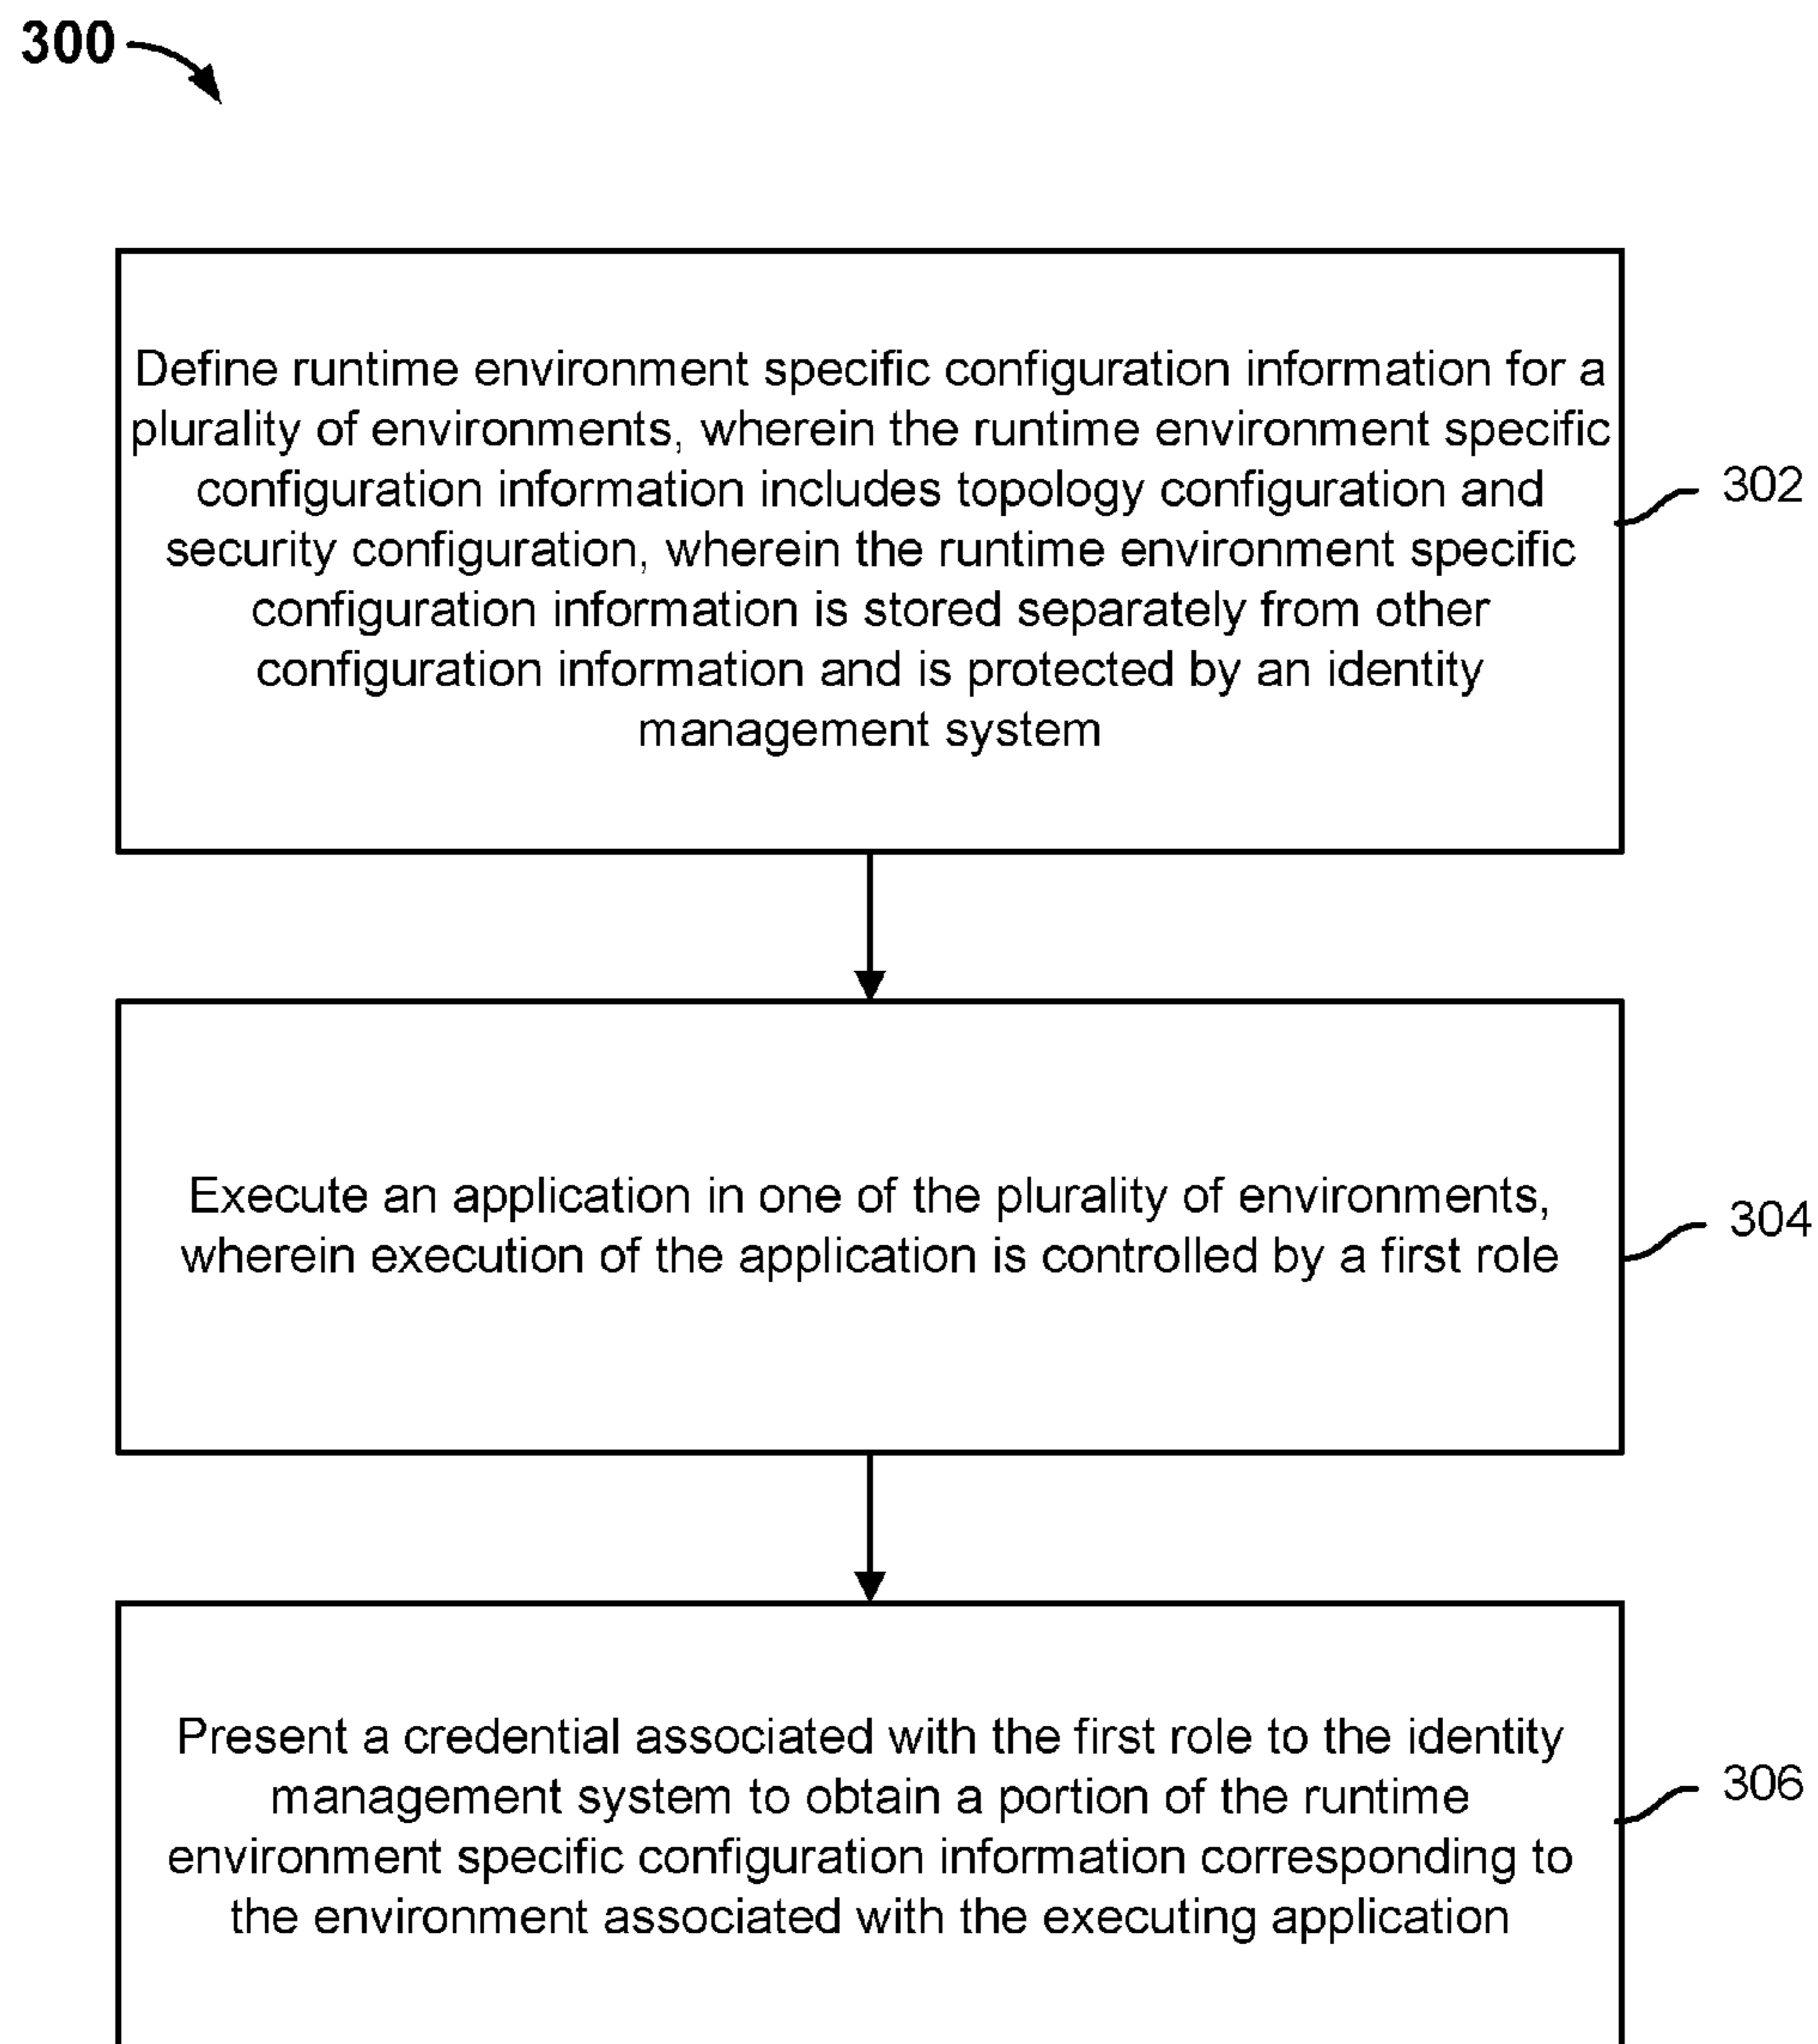 300
Define runtime environment specific configuration information for a
plurality of environments, wherein the runtime environment specific
configuration information includes topology configuration and
security configuration, wherein the runtime environment specific
configuration information is stored separately from other
configuration information and is protected by an identity
management system
302
Execute an application in one of the plurality of environments,
wherein execution of the application is controlled by a first role
304
Present a credential associated with the first role to the identity
management system to obtain a portion of the runtime
environment specific configuration information corresponding to
the environment associated with the executing application
306